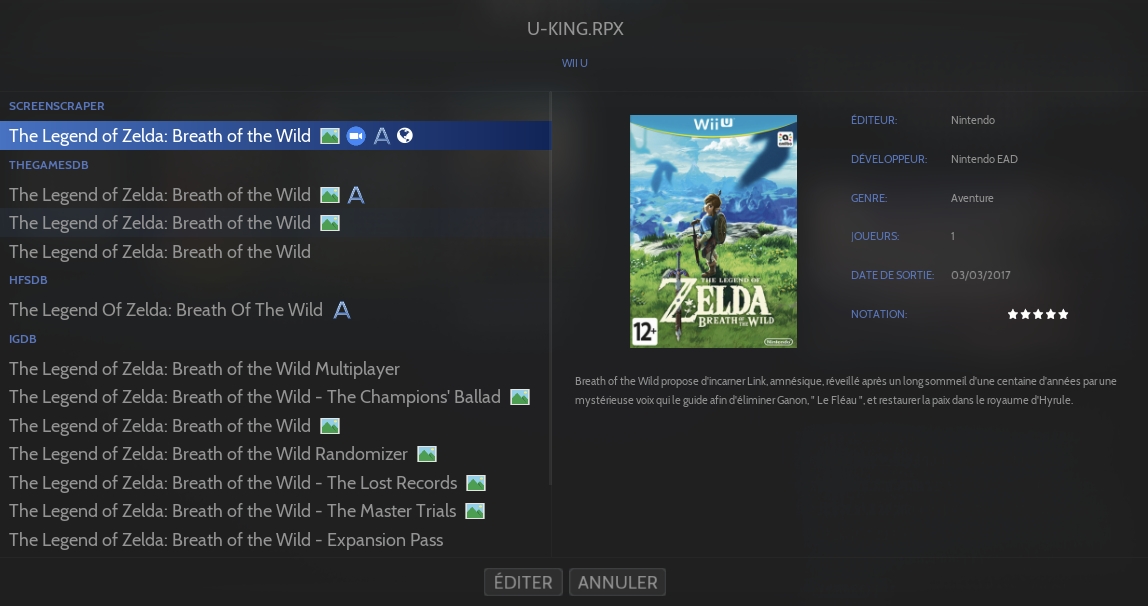 U-KING.RPX
WII U
SCREENSCRAPER
The Legend of Zelda: Breath of the Wild
THEGAMESDB
The Legend of Zelda: Breath of the Wild
The Legend of Zelda: Breath of the Wild
The Legend of Zelda: Breath of the Wild
HFSDB
The Legend Of Zelda: Breath Of The Wild
IGDB
The Legend of Zelda: Breath of the Wild Multiplayer
The Legend of Zelda: Breath of the Wild - The Champions' Ballad
The Legend of Zelda: Breath of the Wild
The Legend of Zelda: Breath of the Wild Randomizer
The Legend of Zelda: Breath of the Wild - The Lost Records
The Legend of Zelda: Breath of the Wild - The Master Trials
The Legend of Zelda: Breath of the Wild - Expansion Pass
Wii U
amiibo
THE LEGEND OF
ZELDA
BREATH OF THE WILD
12+
Nintendo
ÉDITEUR: Nintendo
DÉVELOPPEUR: Nintendo EAD
GENRE: Aventure
JOUEURS: 1
DATE DE SORTIE: 03/03/2017
NOTATION:
Breath of the Wild propose d'incarner Link, amnésique, réveillé après un long sommeil d'une centaine d'années par une
mystérieuse voix qui le guide afin d'éliminer Ganon, " Le Fléau ", et restaurer la paix dans le royaume d'Hyrule.
ÉDITER ANNULER